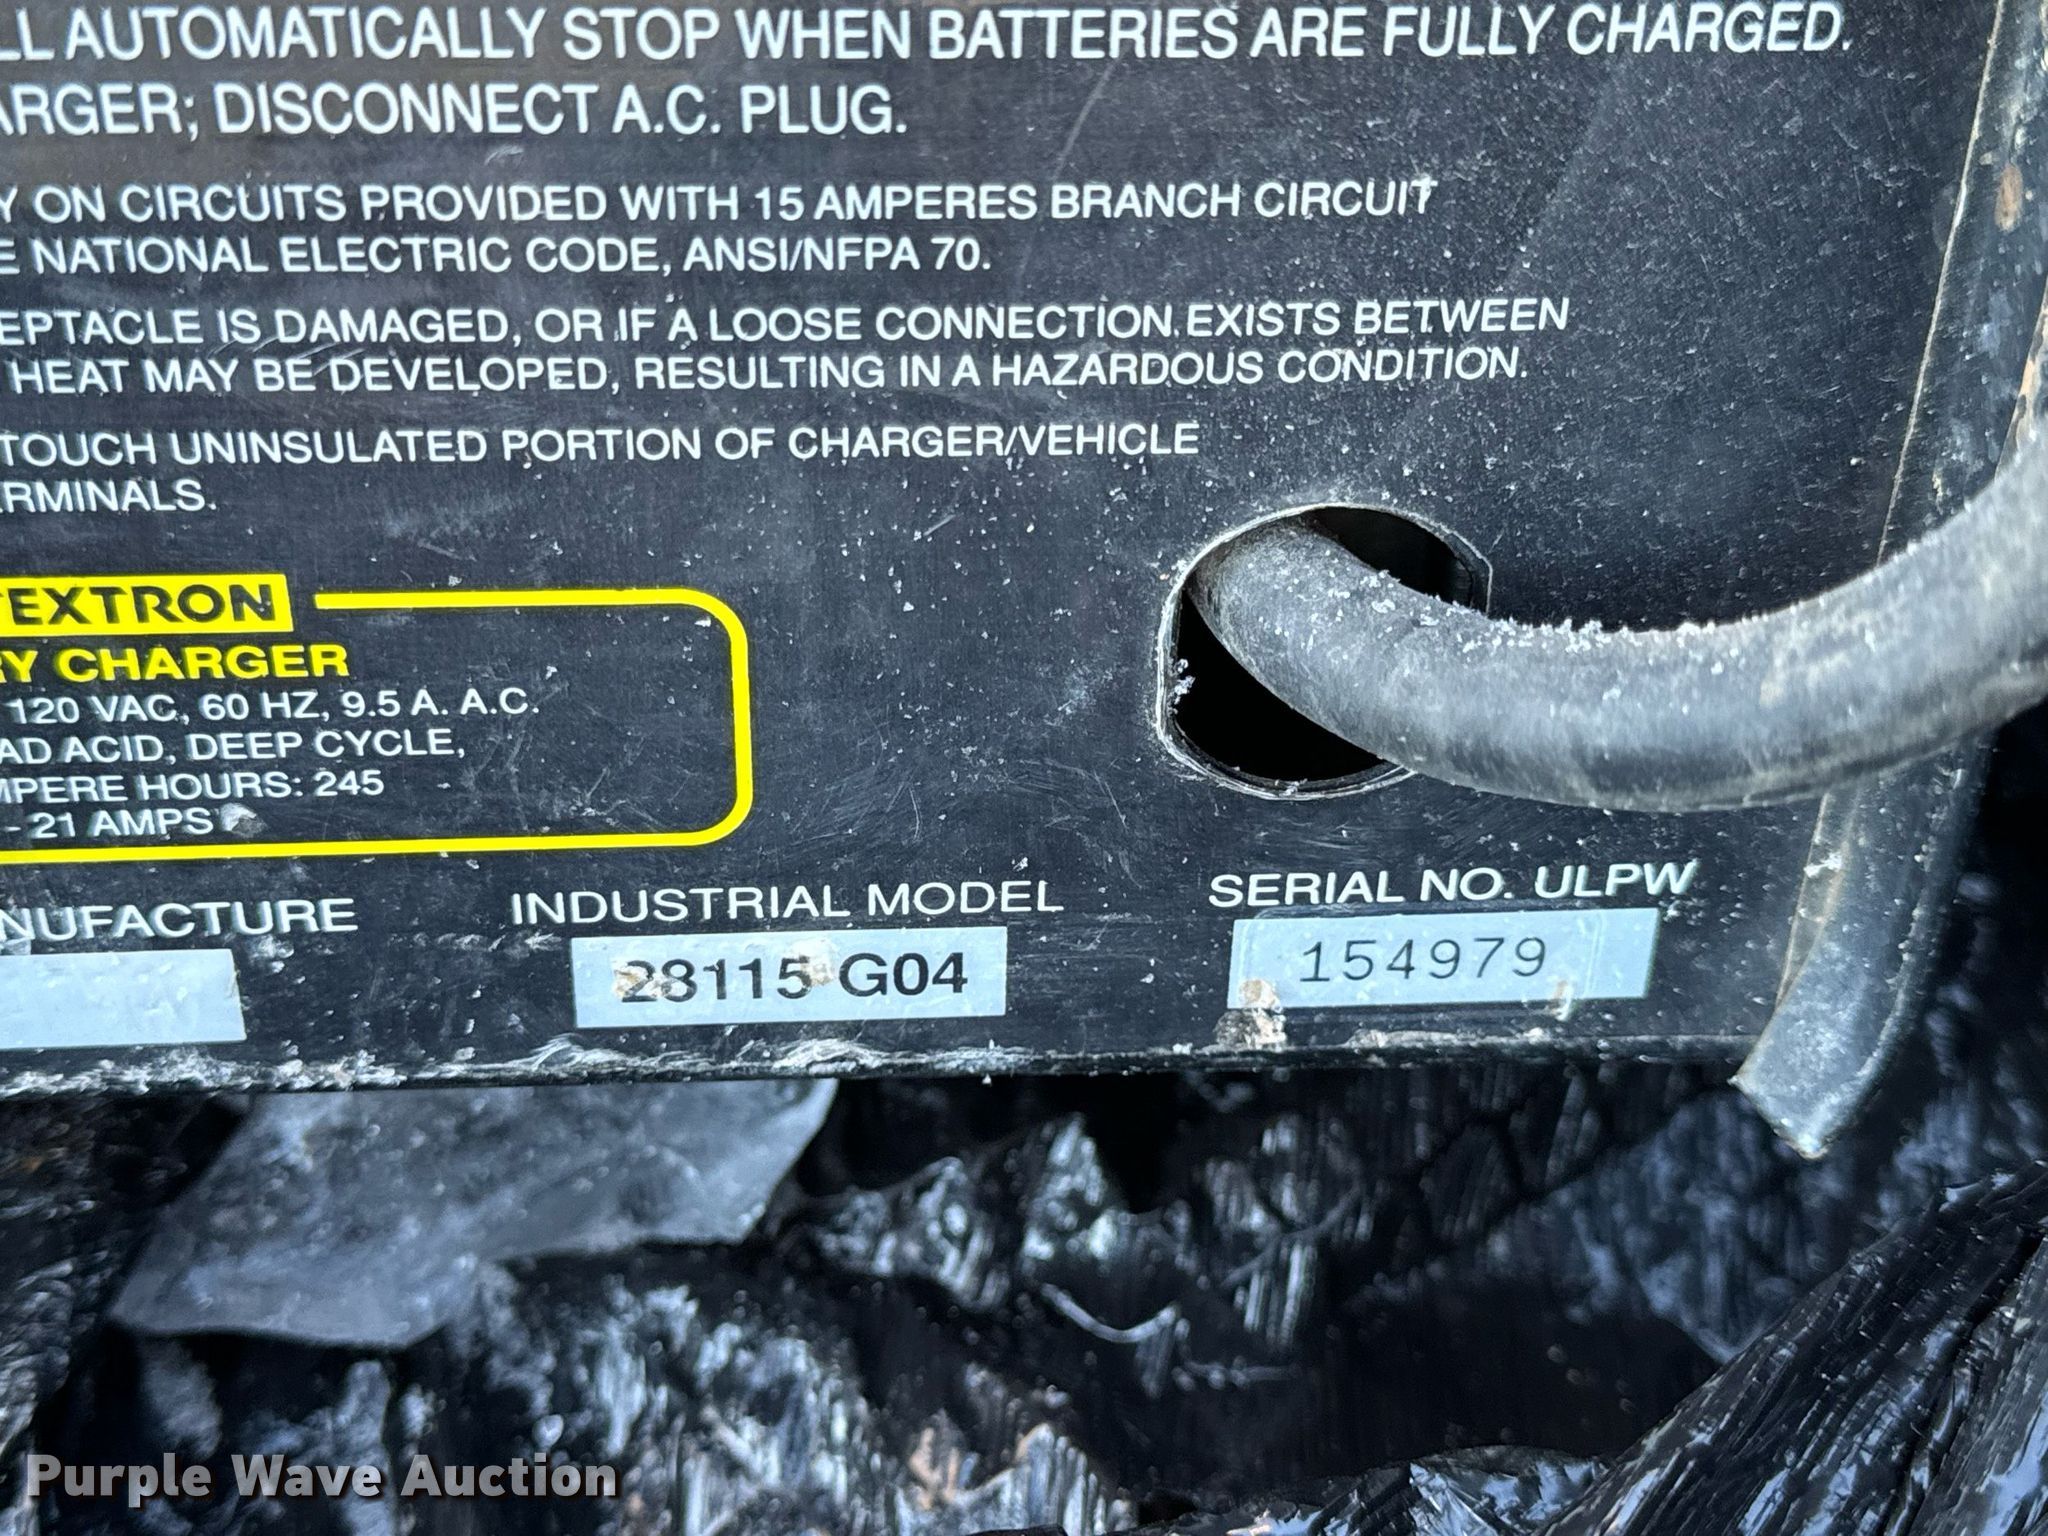 LL AUTOMATICALLY STOP WHEN BATTERIES ARE FULLY CHARGED.
ARGER; DISCONNECT A.C. PLUG.
Y ON CIRCUITS PROVIDED WITH 15 AMPERES BRANCH CIRCUIT
E NATIONAL ELECTRIC CODE, ANSI/NFPA 70.
EPTACLE IS DAMAGED, OR IF A LOOSE CONNECTION EXISTS BETWEEN
HEAT MAY BE DEVELOPED, RESULTING IN A HAZARDOUS CONDITION.
TOUCH UNINSULATED PORTION OF CHARGER/VEHICLE
ERMINALS.
TEXTRON
RY CHARGER
120 VAC, 60 HZ, 9.5 A. A.C.
AD ACID, DEEP CYCLE,
MPERE HOURS: 245
- 21 AMPS
NUFACTURE
INDUSTRIAL MODEL
SERIAL NO. ULPW
28115 G04
154979
Purple Wave Auction